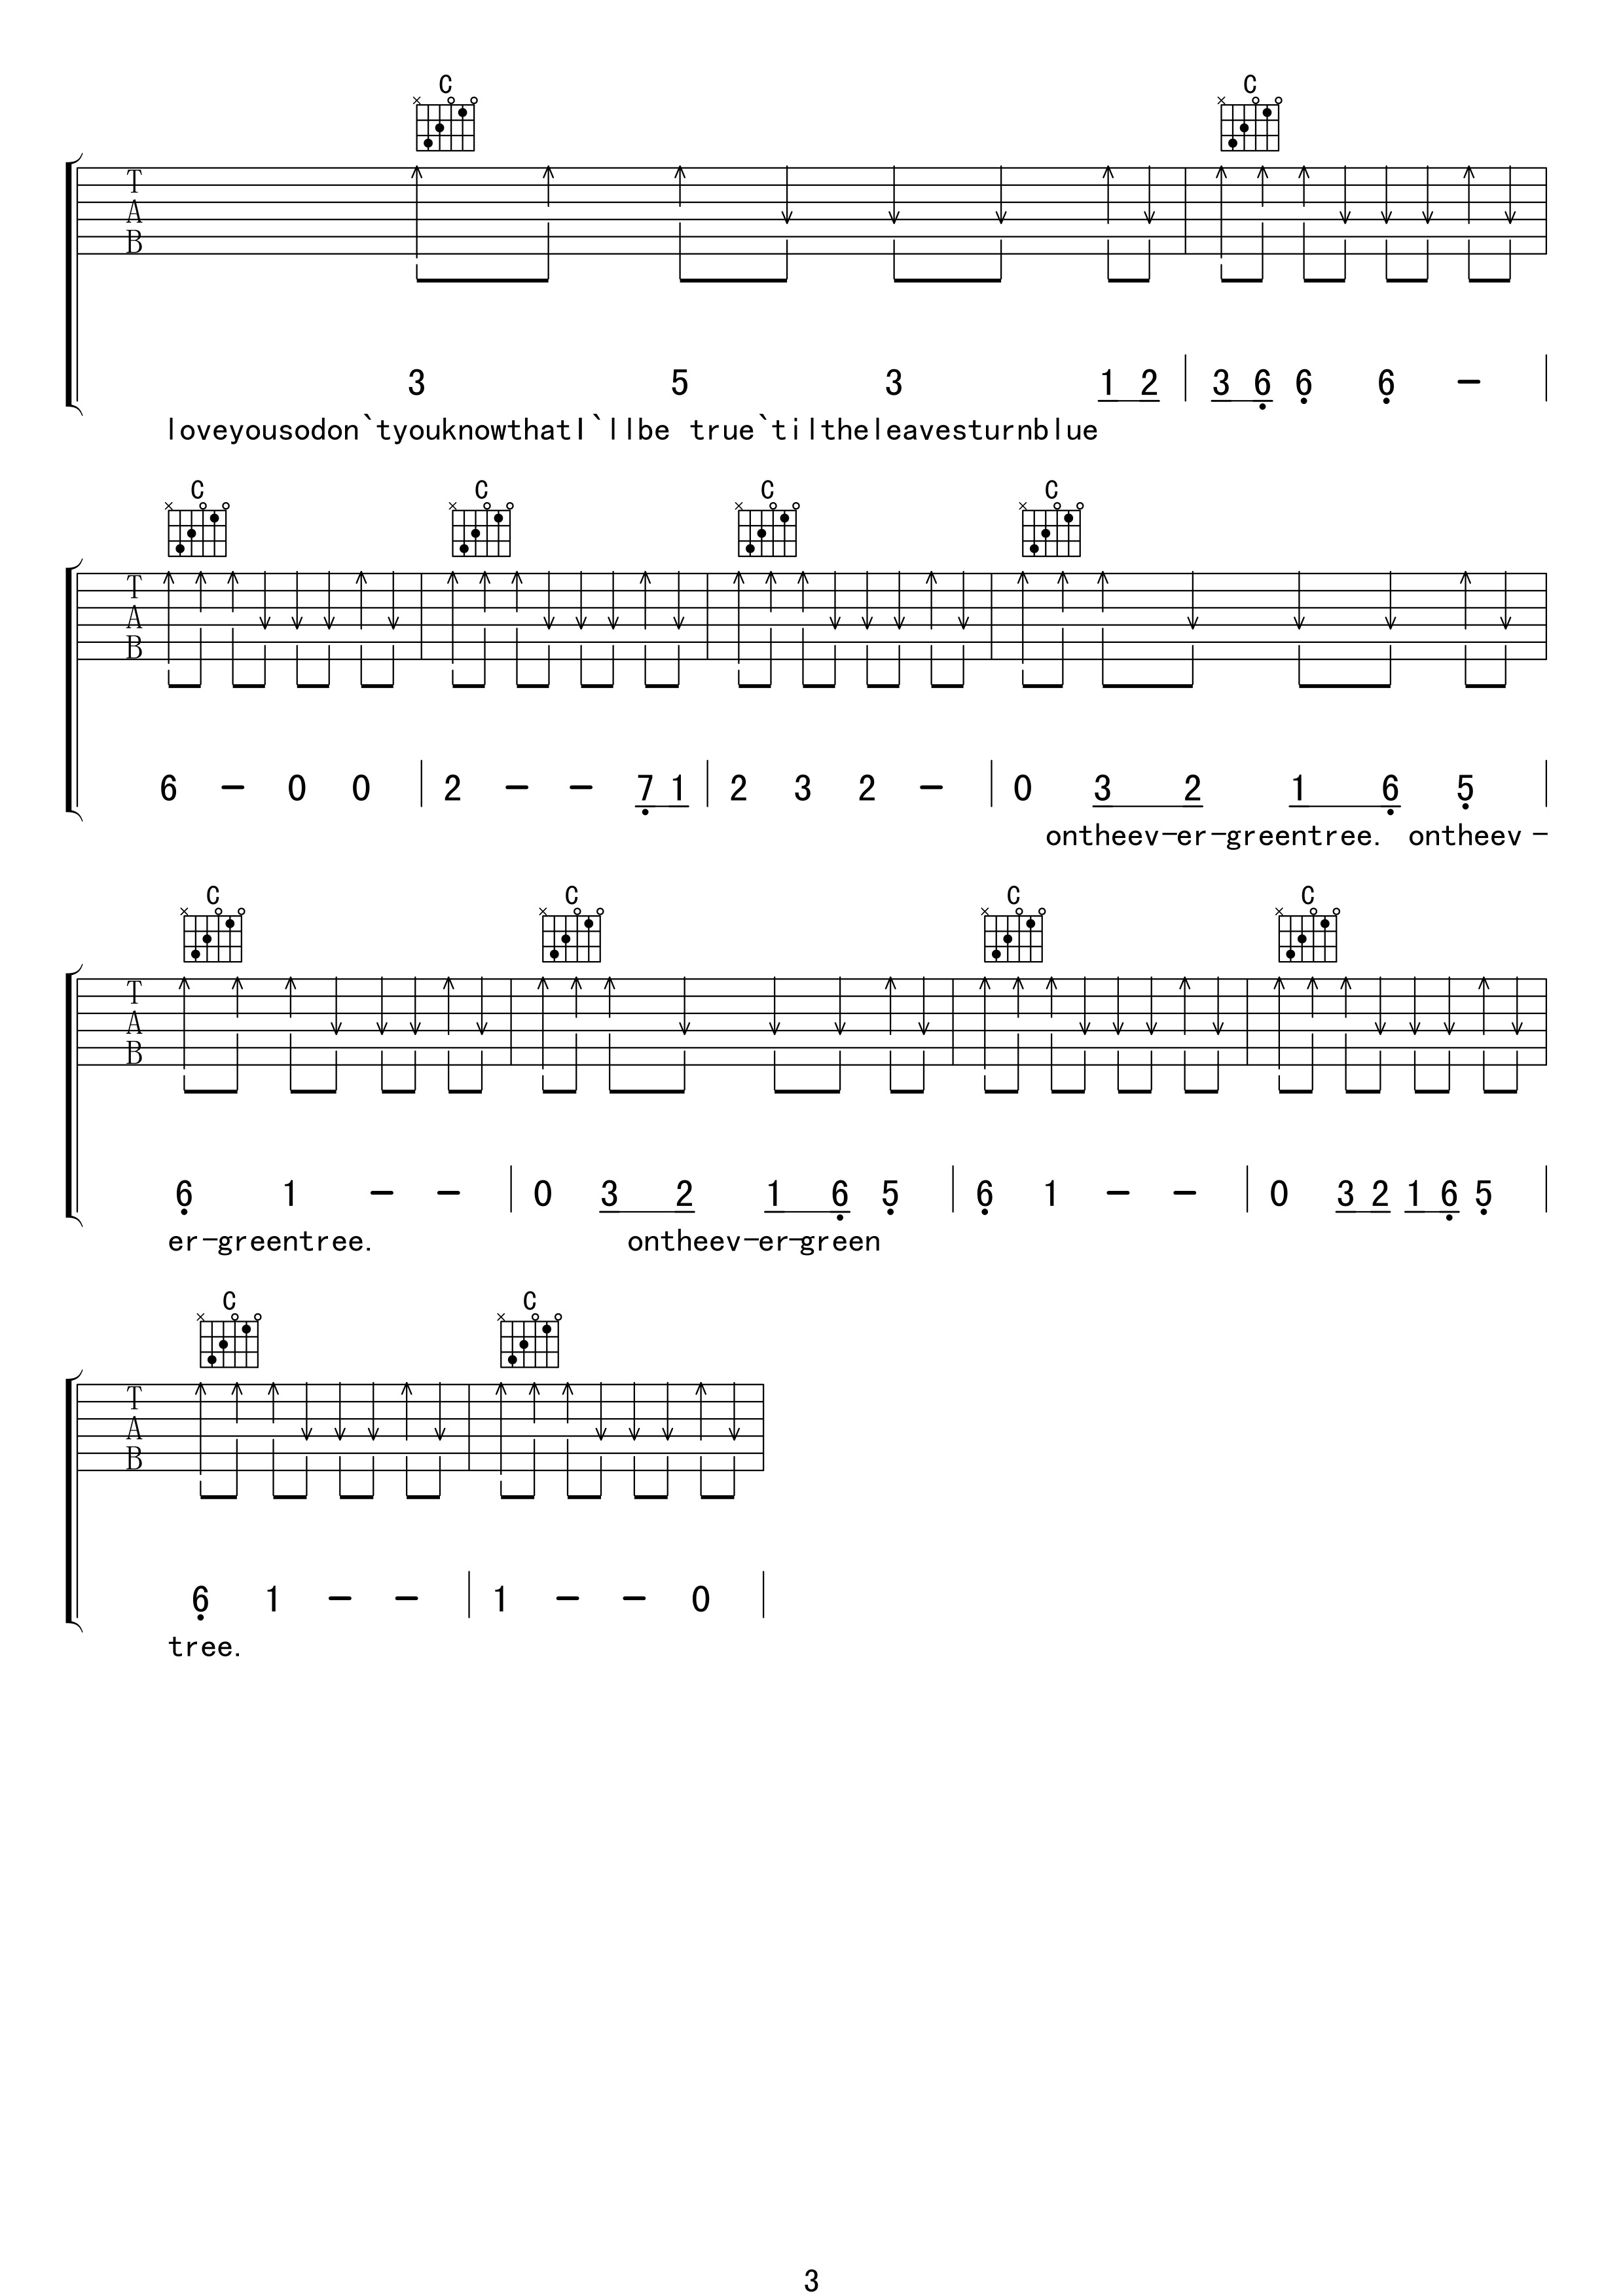 C C
T
A
B
3 5 3 1 2 3 6 6 6 -
loveyousodon`tyouknowthatI`llbe true`tiltheleavesturnblue
C C C C
T
A
B
6 - 0 0 2 - - 7 1 2 3 2 - 0 3 2 1 6 5
ontheev-er-greentree. ontheev-
C C C C
T
A
B
6 1 - - 0 3 2 1 6 5 6 1 - - 0 3 2 1 6 5
er-greentree. ontheev-er-green
C C
T
A
B
6 1 - - 1 - - 0
tree.
3